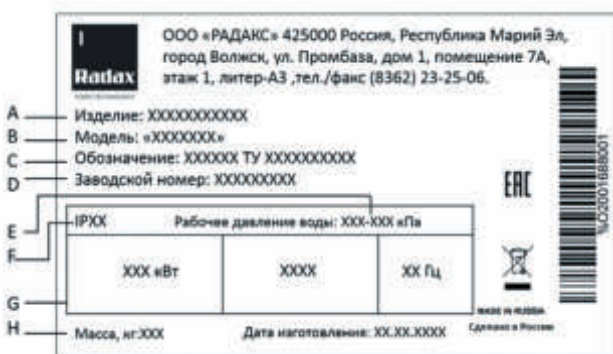 Radax
ООО «РАДАКС» 425000 Россия, Республика Марий Эл,
город Волжск, ул. Промбаза, дом 1, помещение 7А,
этаж 1, литер-А3 ,тел./факс (8362) 23-25-06.
A Изделие: XXXXXXXXXXX
B Модель: «XXXXXXX»
C Обозначение: XXXXXX ТУ XXXXXXXXXX
D Заводской номер: XXXXXXXXX
EAC
E
F IPXX Рабочее давление воды: XXX-XXX кПа
XXX кВт XXXX XX Гц
G
MADE IN RUSSIA
Сделано в России
H Масса, кг:XXX Дата изготовления: XX.XX.XXXX